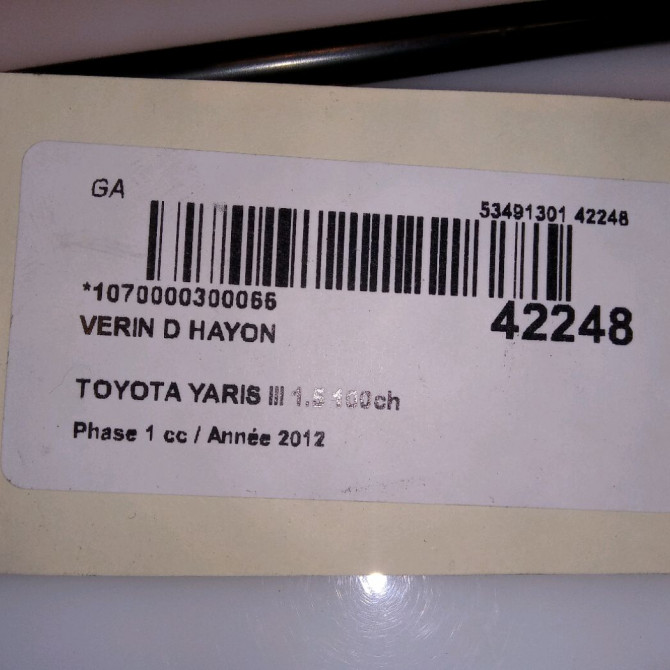 GA
53491301 42248
*1070000300066
42248
VERIN D HAYON
TOYOTA YARIS III 1.5 100ch
Phase 1 cc / Année 2012